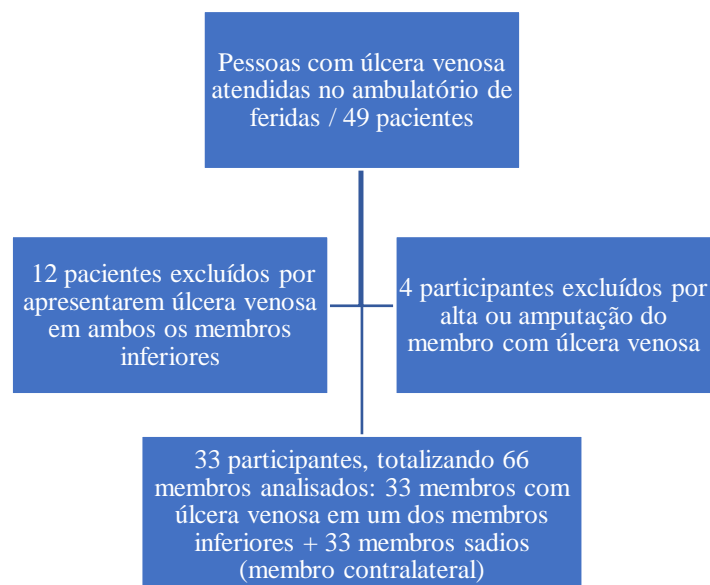 Pessoas com úlcera venosa
atendidas no ambulatório de
feridas / 49 pacientes
12 pacientes excluídos por
apresentarem úlcera venosa
em ambos os membros
inferiores
4 participantes excluídos por
alta ou amputação do
membro com úlcera venosa
33 participantes, totalizando 66
membros analisados: 33 membros com
úlcera venosa em um dos membros
inferiores + 33 membros sadios
(membro contralateral)